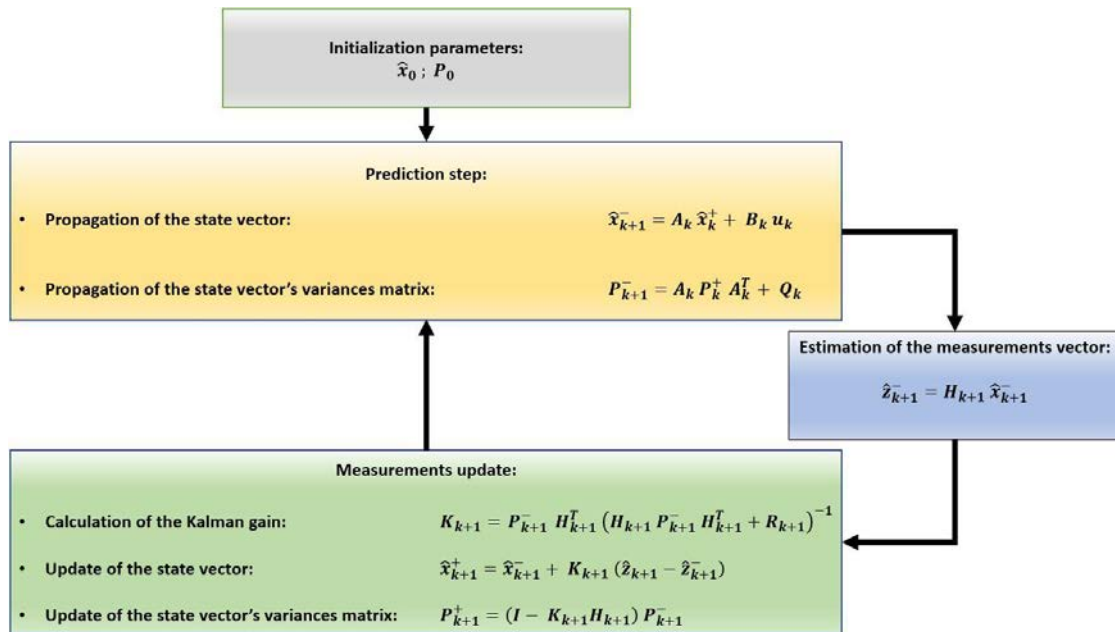 Initialization parameters:
x̂₀ ; P₀
Prediction step:
• Propagation of the state vector: x̂⁻ₖ₊₁ = Aₖ x̂⁺ₖ + Bₖ uₖ
• Propagation of the state vector's variances matrix: P⁻ₖ₊₁ = Aₖ P⁺ₖ Aᵀₖ + Qₖ
Estimation of the measurements vector:
ẑ⁻ₖ₊₁ = Hₖ₊₁ x̂⁻ₖ₊₁
Measurements update:
• Calculation of the Kalman gain: Kₖ₊₁ = P⁻ₖ₊₁ Hᵀₖ₊₁ (Hₖ₊₁ P⁻ₖ₊₁ Hᵀₖ₊₁ + Rₖ₊₁)⁻¹
• Update of the state vector: x̂⁺ₖ₊₁ = x̂⁻ₖ₊₁ + Kₖ₊₁ (ẑₖ₊₁ − ẑ⁻ₖ₊₁)
• Update of the state vector's variances matrix: P⁺ₖ₊₁ = (I − Kₖ₊₁Hₖ₊₁) P⁻ₖ₊₁